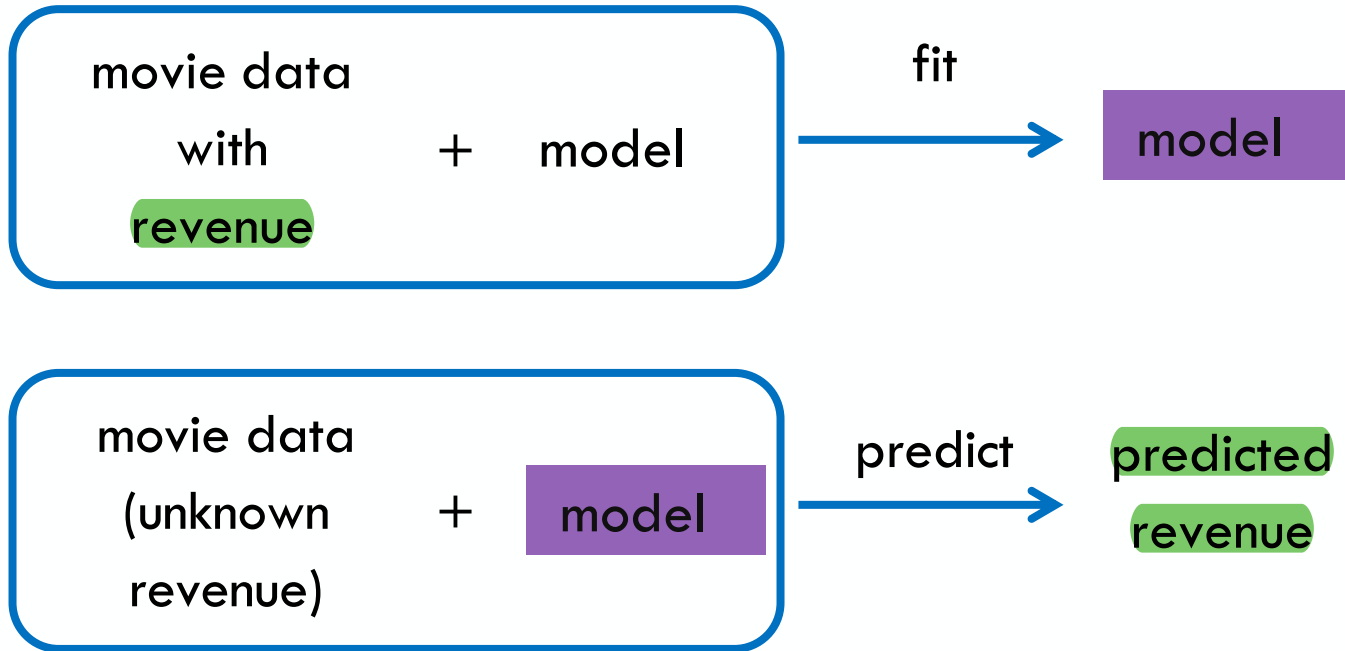 movie data
with
revenue
+
model
fit
model
movie data
(unknown
revenue)
+
model
predict
predicted
revenue